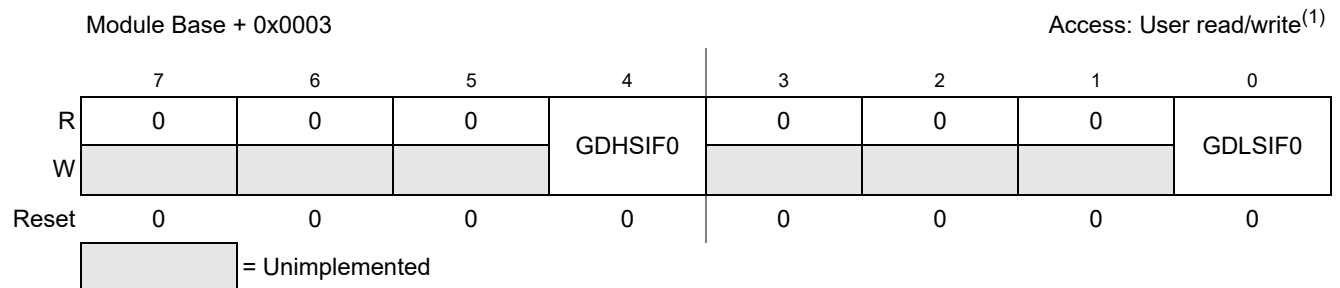 Module Base + 0x0003 Access: User read/write(1)
7 6 5 4 3 2 1 0
R 0 0 0 GDHSIF0 0 0 0 GDLSIF0
W
Reset 0 0 0 0 0 0 0 0
= Unimplemented